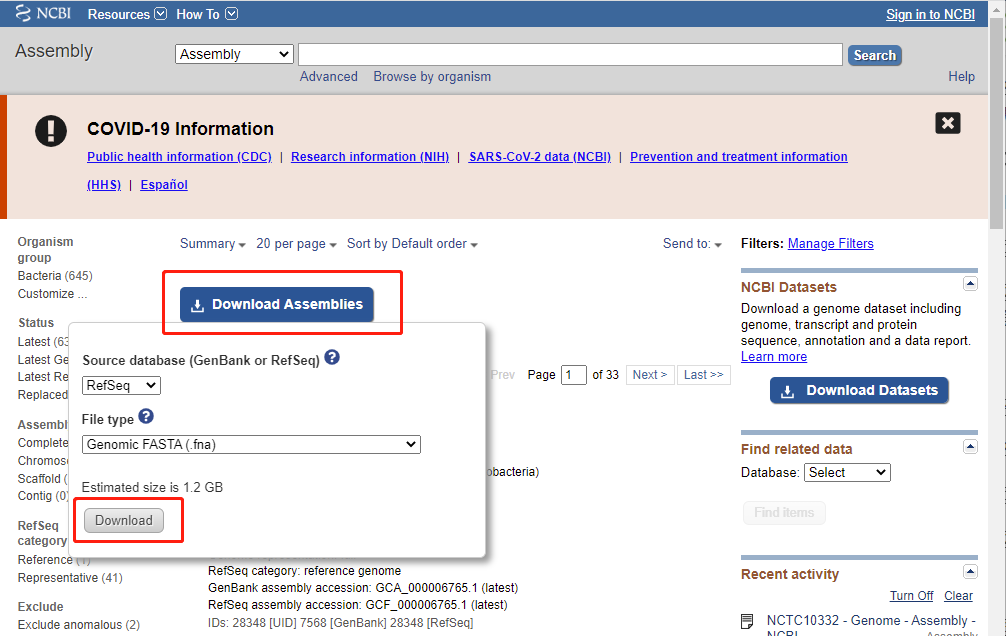 NCBI Resources How To Sign in to NCBI
Assembly Assembly Search
Advanced Browse by organism Help
COVID-19 Information
Public health information (CDC) | Research information (NIH) | SARS-CoV-2 data (NCBI) | Prevention and treatment information
(HHS) | Español
Organism
group
Bacteria (645)
Customize ...
Status
Latest (63
Latest Ge
Latest Re
Replaced
Assembl
Complete
Chromos
Scaffold (
Contig (0)
RefSeq
category
Reference (1)
Representative (41)
Exclude
Exclude anomalous (2)
Summary 20 per page Sort by Default order Send to:
Download Assemblies
Source database (GenBank or RefSeq) ?
RefSeq
File type ?
Genomic FASTA (.fna)
Estimated size is 1.2 GB
Download
Prev Page 1 of 33 Next > Last >>
obacteria)
RefSeq category: reference genome
GenBank assembly accession: GCA_000006765.1 (latest)
RefSeq assembly accession: GCF_000006765.1 (latest)
IDs: 28348 [UID] 7568 [GenBank] 28348 [RefSeq]
Filters: Manage Filters
NCBI Datasets
Download a genome dataset including
genome, transcript and protein
sequence, annotation and a data report.
Learn more
Download Datasets
Find related data
Database: Select
Find items
Recent activity
Turn Off Clear
NCTC10332 - Genome - Assembly -
NCBI
Assembly